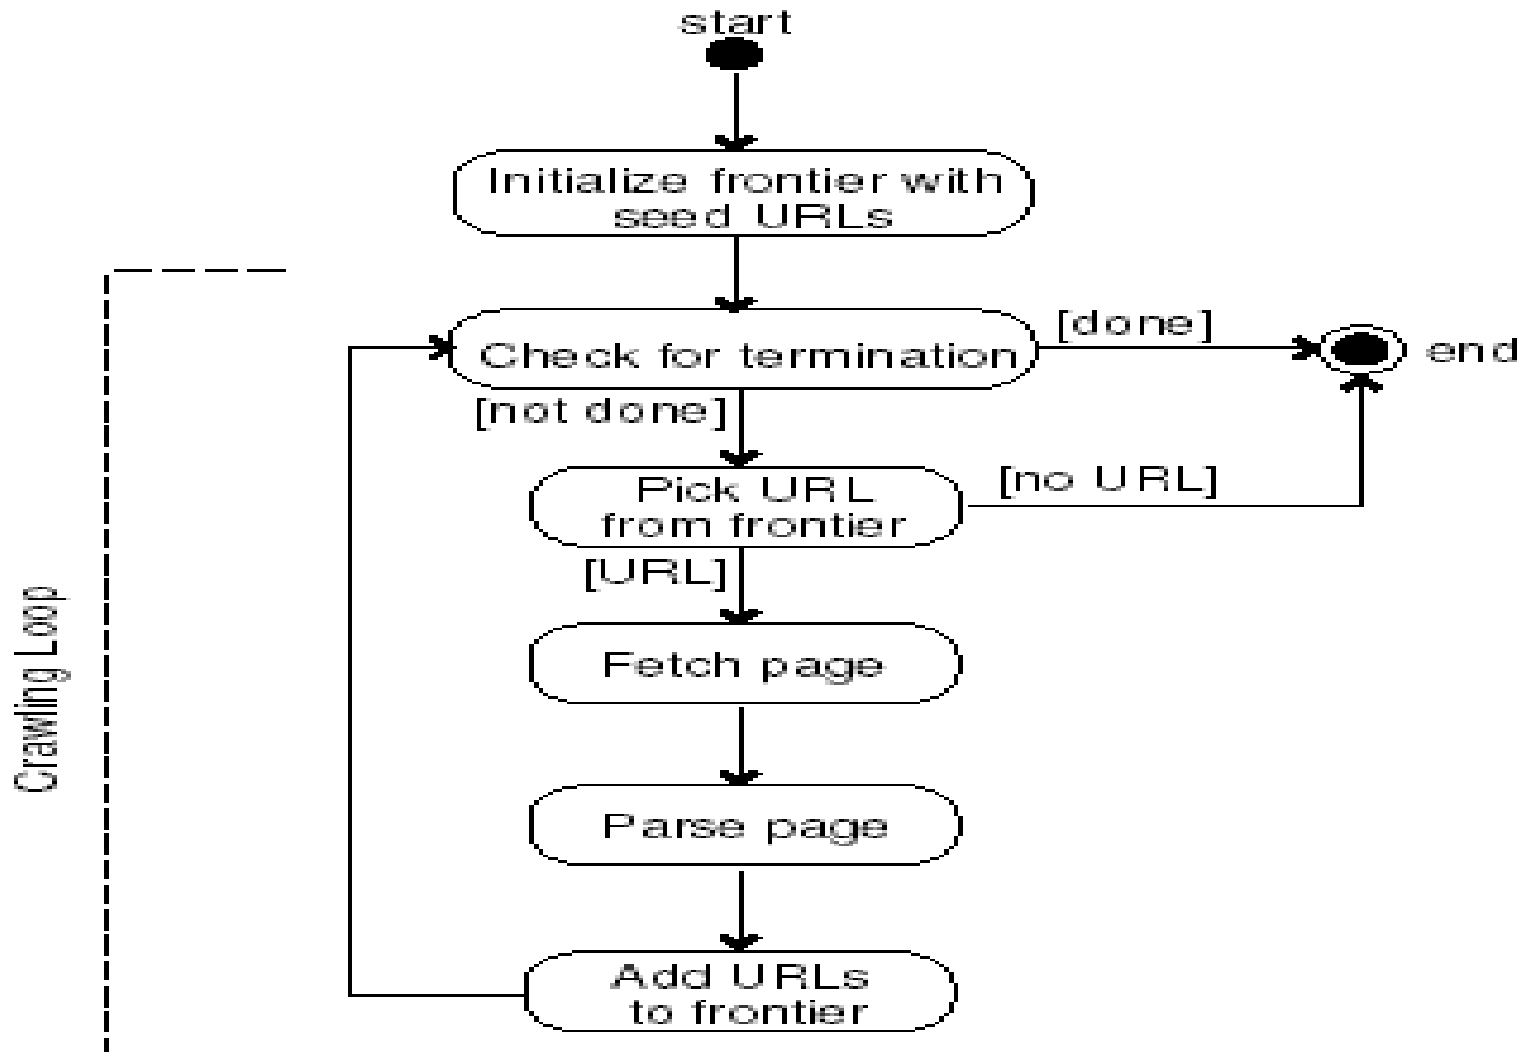 start
Initialize frontier with
seed URLs
Check for termination
[done]
end
[not done]
Pick URL
from frontier
[no URL]
[URL]
Fetch page
Parse page
Add URLs
to frontier
Crawling Loop